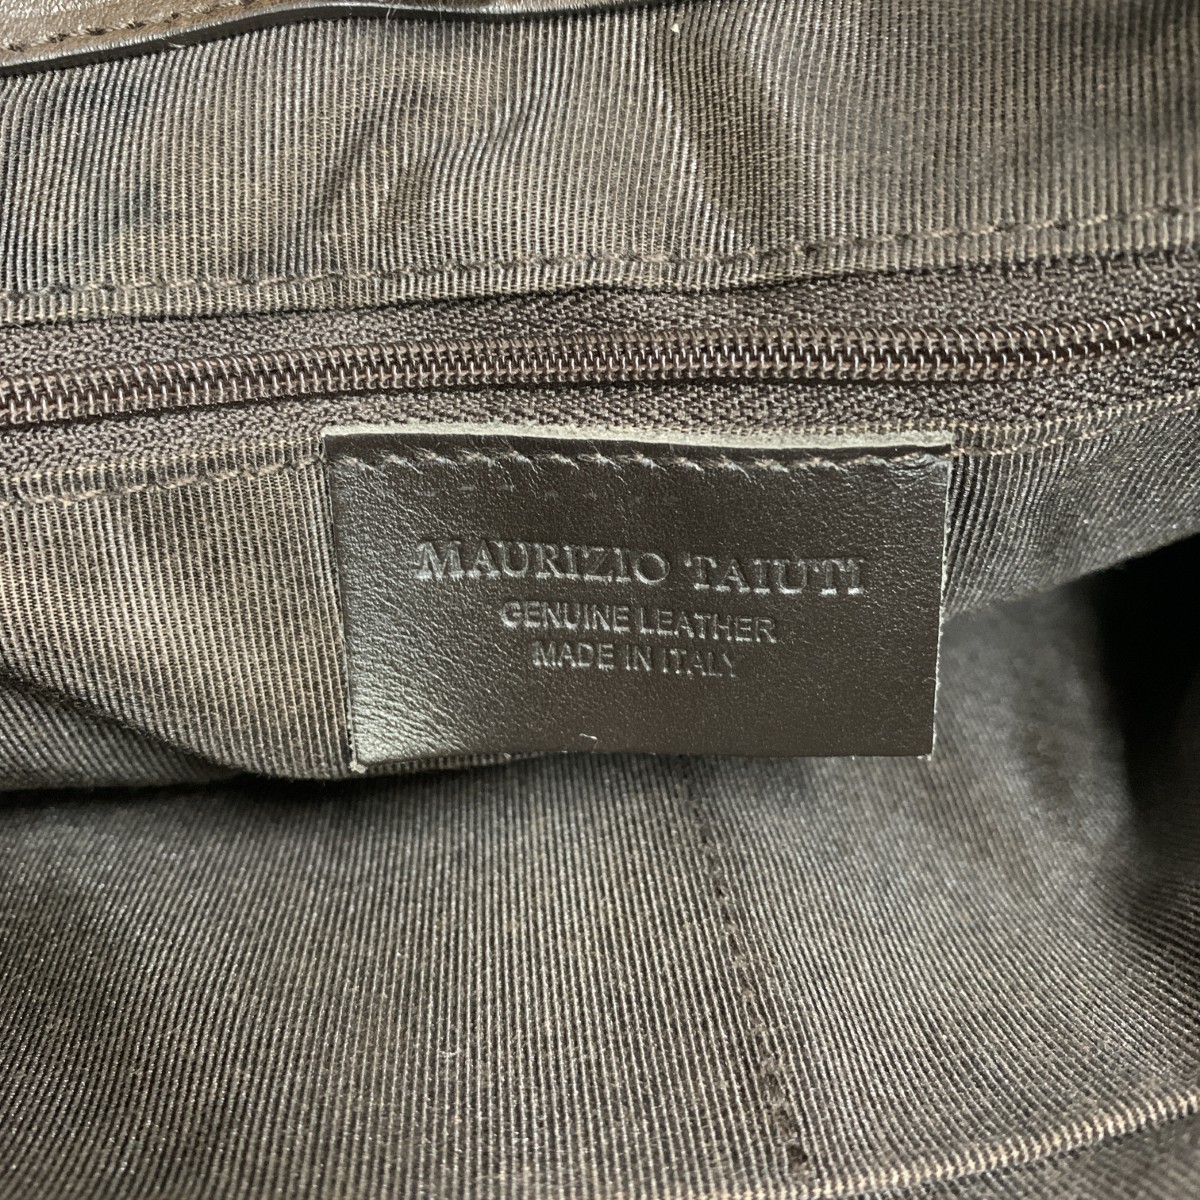 MAURIZIO TAIUTI
GENUINE LEATHER
MADE IN ITALY